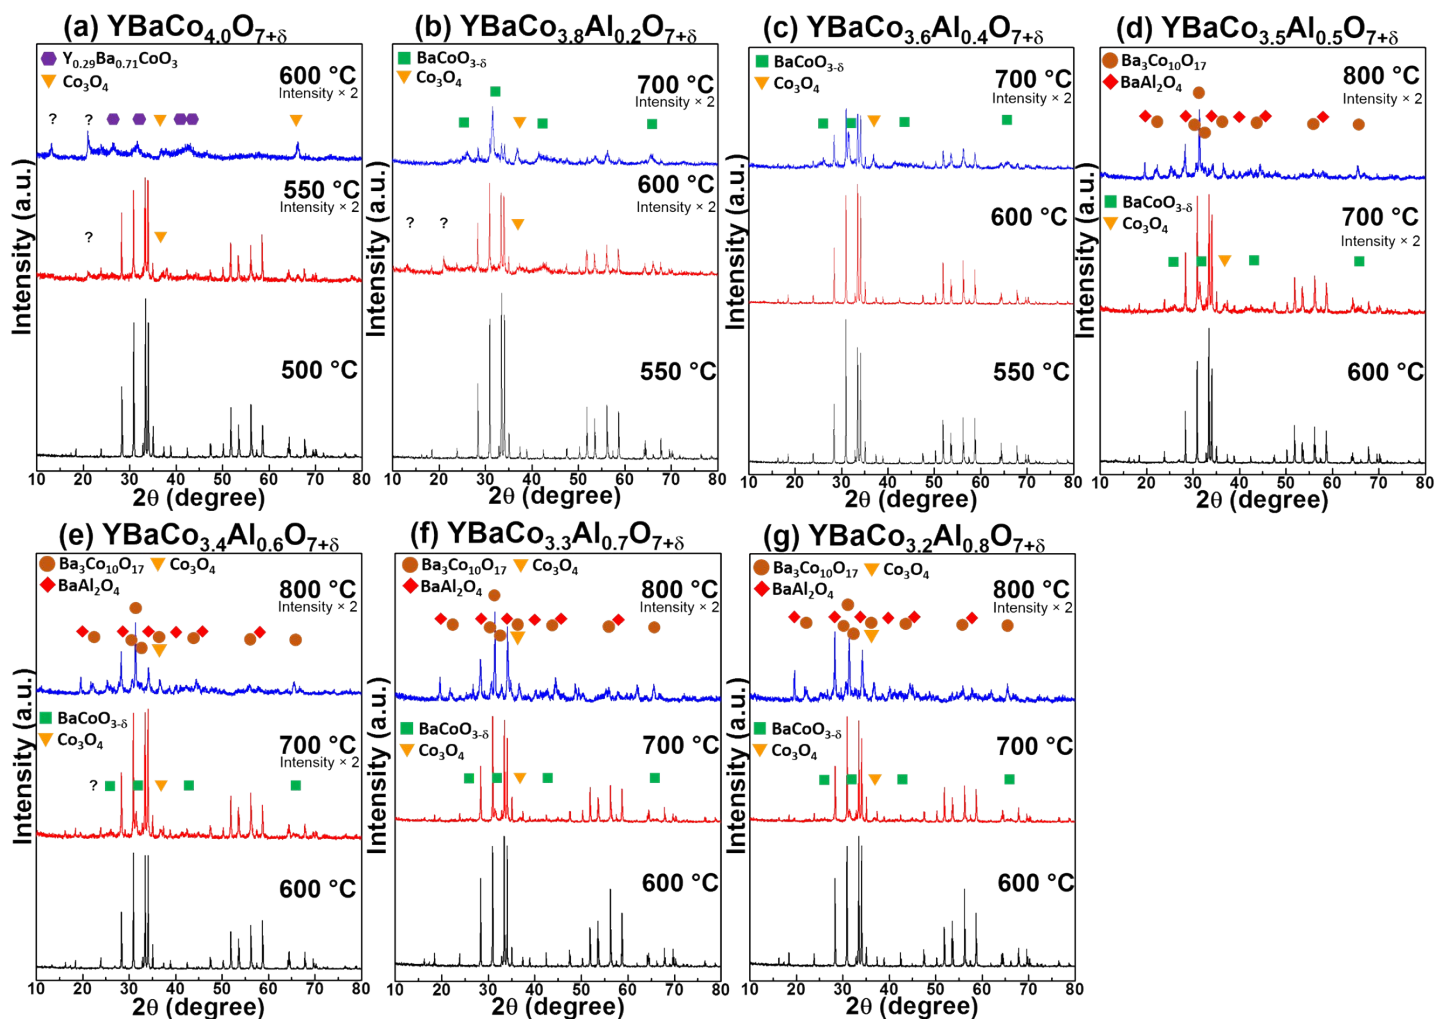 (a) YBaCo4.0O7+δ
Y0.29Ba0.71CoO3
Co3O4
600 °C
Intensity × 2
? ?
550 °C
Intensity × 2
?
500 °C
Intensity (a.u.)
10 20 30 40 50 60 70 80
2θ (degree)
(b) YBaCo3.8Al0.2O7+δ
BaCoO3-δ
Co3O4
700 °C
Intensity × 2
600 °C
Intensity × 2
? ?
550 °C
Intensity (a.u.)
10 20 30 40 50 60 70 80
2θ (degree)
(c) YBaCo3.6Al0.4O7+δ
BaCoO3-δ
Co3O4
700 °C
Intensity × 2
600 °C
550 °C
Intensity (a.u.)
10 20 30 40 50 60 70 80
2θ (degree)
(d) YBaCo3.5Al0.5O7+δ
Ba3Co10O17
BaAl2O4
800 °C
Intensity × 2
BaCoO3-δ
Co3O4
700 °C
Intensity × 2
600 °C
Intensity (a.u.)
10 20 30 40 50 60 70 80
2θ (degree)
(e) YBaCo3.4Al0.6O7+δ
Ba3Co10O17 Co3O4
BaAl2O4
800 °C
Intensity × 2
BaCoO3-δ
Co3O4
700 °C
Intensity × 2
?
600 °C
Intensity (a.u.)
10 20 30 40 50 60 70 80
2θ (degree)
(f) YBaCo3.3Al0.7O7+δ
Ba3Co10O17 Co3O4
BaAl2O4
800 °C
Intensity × 2
BaCoO3-δ
Co3O4
700 °C
600 °C
Intensity (a.u.)
10 20 30 40 50 60 70 80
2θ (degree)
(g) YBaCo3.2Al0.8O7+δ
Ba3Co10O17 Co3O4
BaAl2O4
800 °C
Intensity × 2
BaCoO3-δ
Co3O4
700 °C
600 °C
Intensity (a.u.)
10 20 30 40 50 60 70 80
2θ (degree)